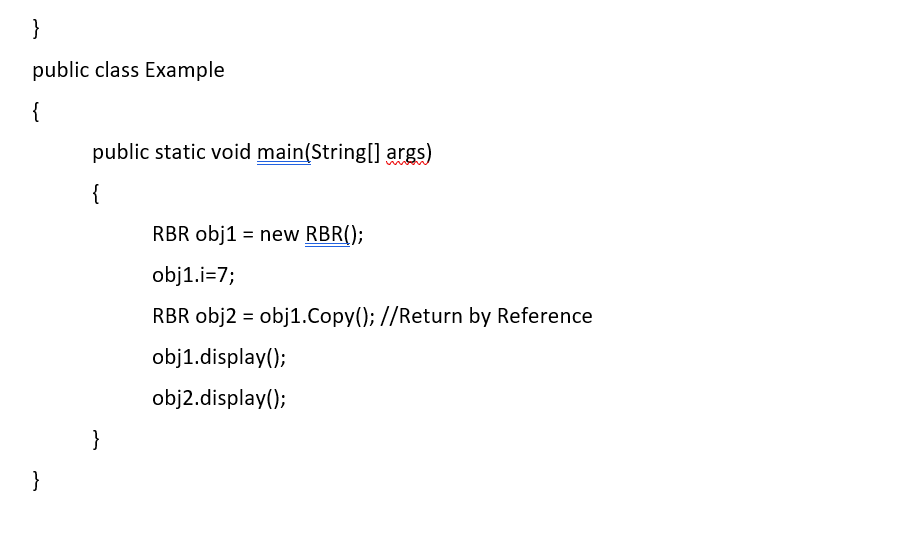 }
public class Example
{
public static void main(String[] args)
{
RBR obj1 = new RBR();
obj1.i=7;
RBR obj2 = obj1.Copy(); //Return by Reference
obj1.display();
obj2.display();
}
}